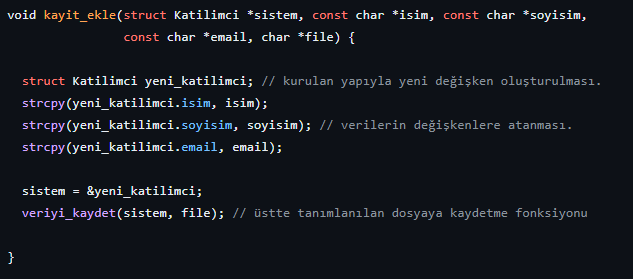 void kayit_ekle(struct Katilimci *sistem, const char *isim, const char *soyisim,
const char *email, char *file) {
struct Katilimci yeni_katilimci; // kurulan yapıyla yeni değişken oluşturulması.
strcpy(yeni_katilimci.isim, isim);
strcpy(yeni_katilimci.soyisim, soyisim); // verilerin değişkenlere atanması.
strcpy(yeni_katilimci.email, email);
sistem = &yeni_katilimci;
veriyi_kaydet(sistem, file); // üstte tanımlanılan dosyaya kaydetme fonksiyonu
}